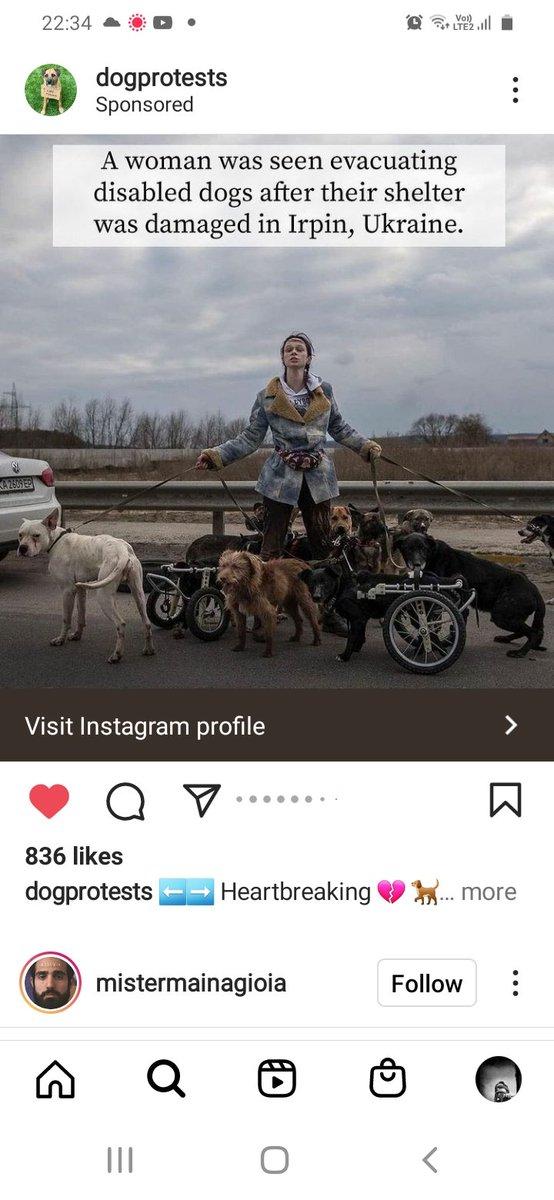 22:34
Vo)) LTE2
dogprotests
Sponsored
A woman was seen evacuating
disabled dogs after their shelter
was damaged in Irpin, Ukraine.
Visit Instagram profile
836 likes
dogprotests ⬅️➡️ Heartbreaking 💔 🐕... more
mistermainagioia
Follow